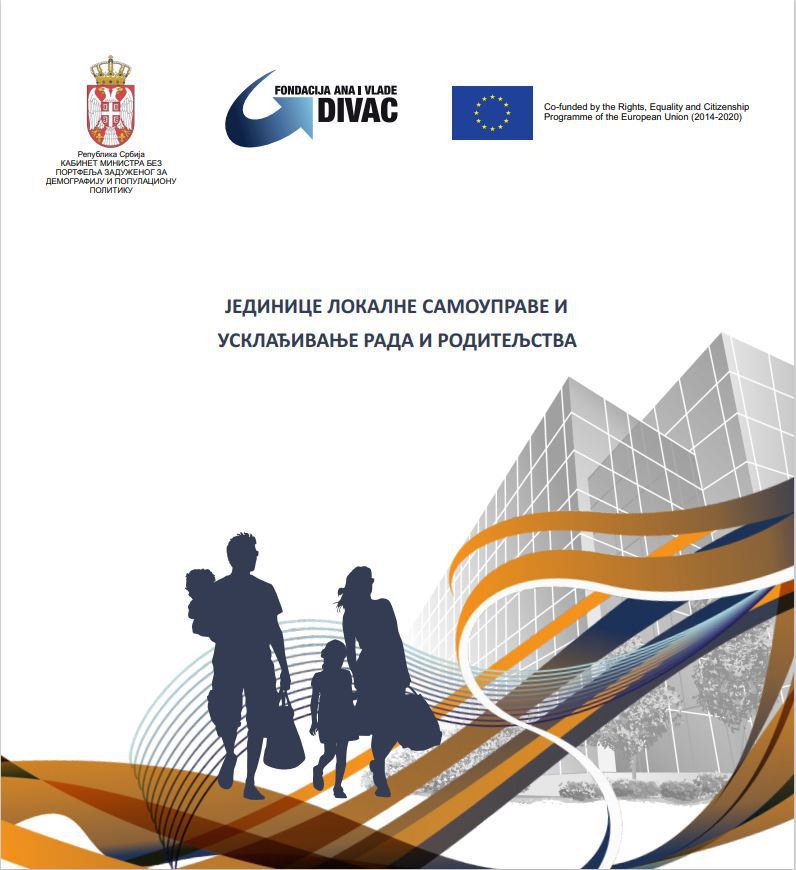 Република Србија
КАБИНЕТ МИНИСТРА БЕЗ
ПОРТФЕЉА ЗАДУЖЕНОГ ЗА
ДЕМОГРАФИЈУ И ПОПУЛАЦИОНУ
ПОЛИТИКУ
FONDACIJA ANA I VLADE
DIVAC
Co-funded by the Rights, Equality and Citizenship
Programme of the European Union (2014-2020)
ЈЕДИНИЦЕ ЛОКАЛНЕ САМОУПРАВЕ И
УСКЛАЂИВАЊЕ РАДА И РОДИТЕЉСТВА